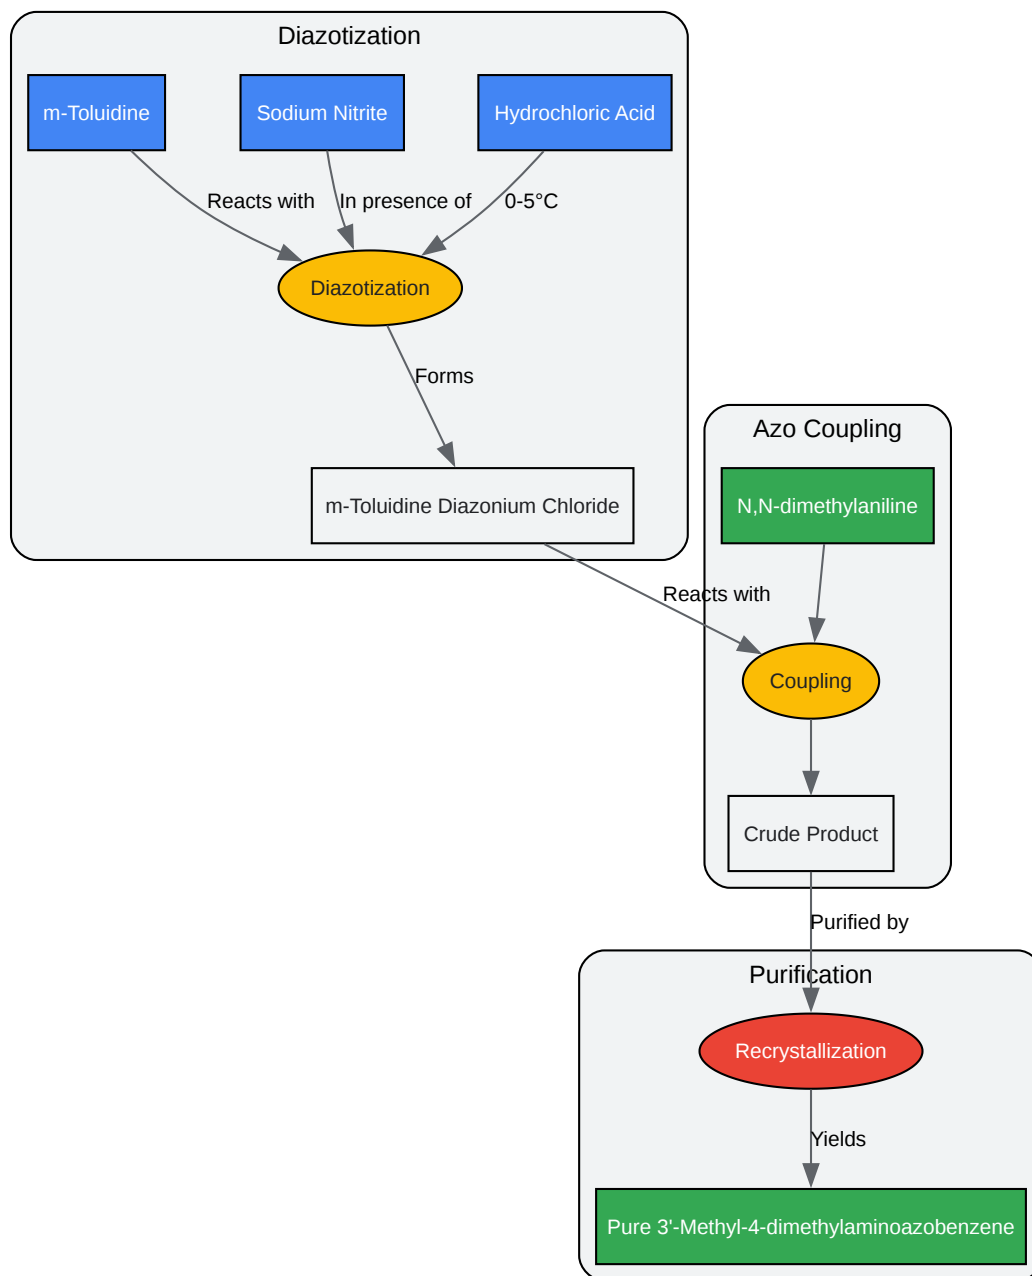 Diazotization
m-Toluidine
Sodium Nitrite
Hydrochloric Acid
Reacts with
In presence of
0-5°C
Diazotization
Forms
m-Toluidine Diazonium Chloride
Azo Coupling
N,N-dimethylaniline
Reacts with
Coupling
Crude Product
Purified by
Purification
Recrystallization
Yields
Pure 3'-Methyl-4-dimethylaminoazobenzene